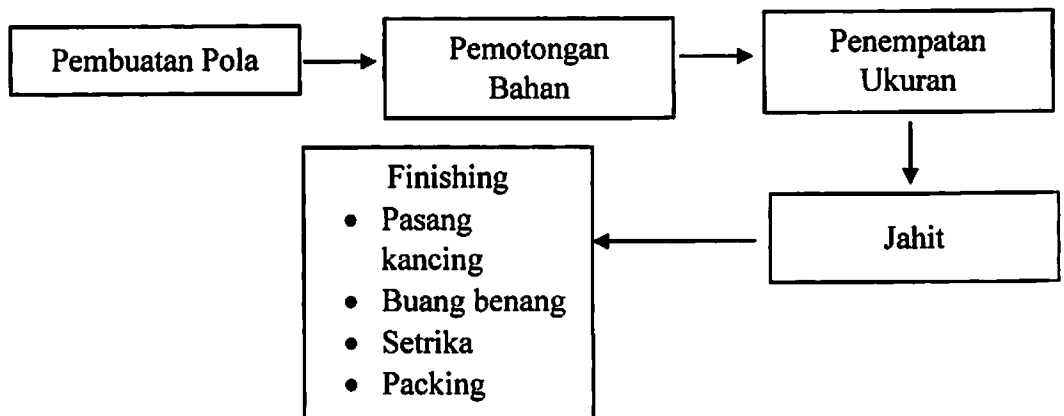 Pembuatan Pola
Pemotongan
Bahan
Penempatan
Ukuran
Jahit
Finishing
• Pasang
kancing
• Buang benang
• Setrika
• Packing